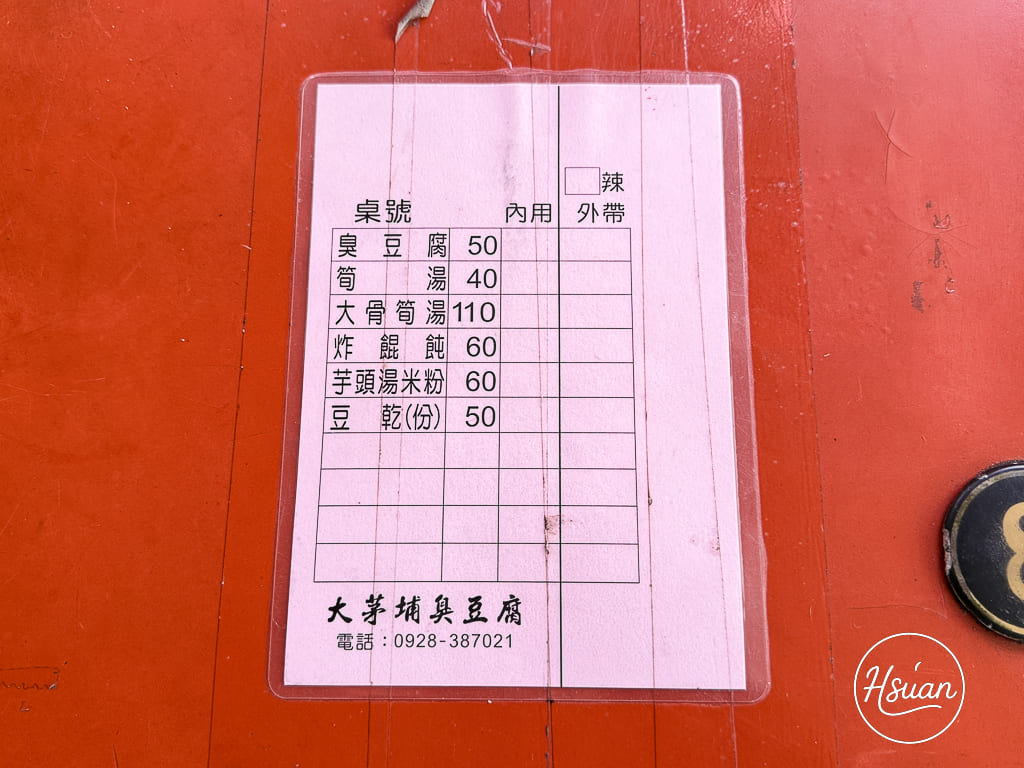 辣
桌號 內用 外帶
臭豆腐 50
筍湯 40
大骨筍湯 110
炸餛飩 60
芋頭湯米粉 60
豆乾(份) 50
大茅埔臭豆腐
電話：0928-387021
8
Hsuan